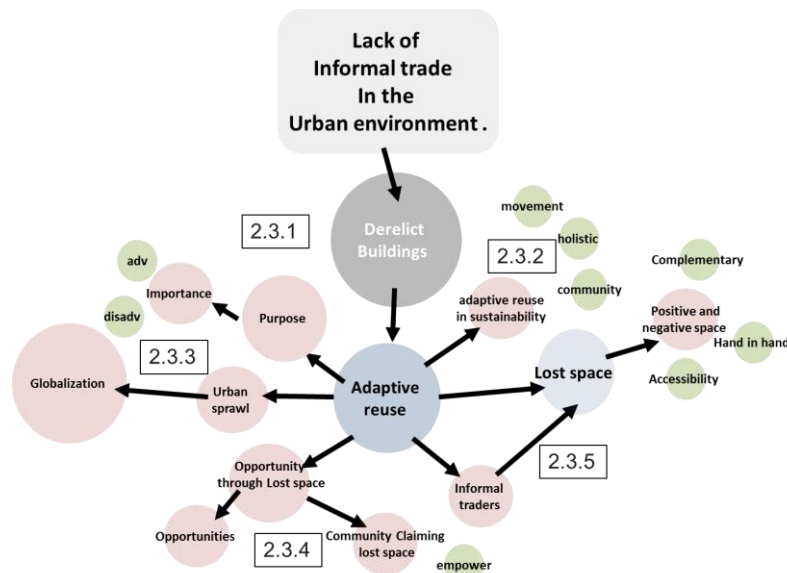 Lack of
Informal trade
In the
Urban environment .
Derelict
Buildings
2.3.1
2.3.2
movement
holistic
community
adaptive reuse
in sustainability
Complementary
Positive and
negative space
Hand in hand
Accessibility
adv
disadv
Importance
Purpose
2.3.3
Globalization
Urban
sprawl
Adaptive
reuse
Lost space
2.3.5
Informal
traders
Opportunity
through Lost space
Opportunities
2.3.4
Community Claiming
lost space
empower